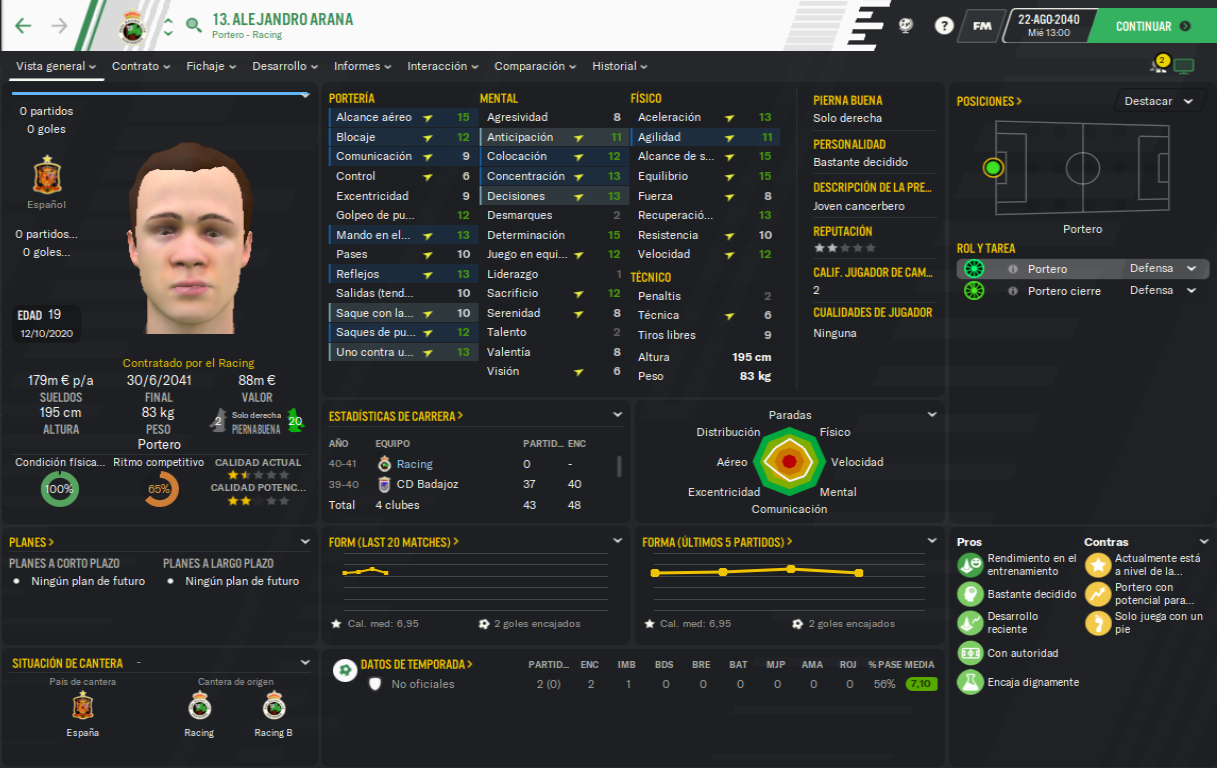 13. ALEJANDRO ARANA
Portero - Racing
?
FM
22-AGO-2040
Mié 13:00
CONTINUAR
Vista general
Contrato
Fichaje
Desarrollo
Informes
Interacción
Comparación
Historial
2
0 partidos
0 goles
Español
0 partidos...
0 goles...
EDAD 19
12/10/2020
Contratado por el Racing
179m € p/a
SUELDOS
30/6/2041
FINAL
88m €
VALOR
195 cm
ALTURA
83 kg
PESO
2
Solo derecha
PIERNA BUENA
20
Portero
Condición física...
100%
Ritmo competitivo
65%
CALIDAD ACTUAL
CALIDAD POTENC...
PORTERÍA
Alcance aéreo 15
Blocaje 12
Comunicación 9
Control 6
Excentricidad 9
Golpeo de pu... 12
Mando en el... 13
Pases 10
Reflejos 13
Salidas (tend... 10
Saque con la... 10
Saques de pu... 12
Uno contra u... 13
MENTAL
Agresividad 8
Anticipación 11
Colocación 12
Concentración 13
Decisiones 13
Desmarques 2
Determinación 15
Juego en equi... 12
Liderazgo 1
Sacrificio 12
Serenidad 8
Talento 2
Valentía 8
Visión 6
FÍSICO
Aceleración 13
Agilidad 11
Alcance de s... 15
Equilibrio 15
Fuerza 8
Recuperació... 13
Resistencia 10
Velocidad 12
TÉCNICO
Penaltis 2
Técnica 6
Tiros libres 9
Altura 195 cm
Peso 83 kg
PIERNA BUENA
Solo derecha
PERSONALIDAD
Bastante decidido
DESCRIPCIÓN DE LA PRE...
Joven cancerbero
REPUTACIÓN
CALIF. JUGADOR DE CAM...
2
CUALIDADES DE JUGADOR
Ninguna
POSICIONES >
Destacar
Portero
ROL Y TAREA
Portero Defensa
Portero cierre Defensa
ESTADÍSTICAS DE CARRERA >
AÑO EQUIPO PARTID... ENC
40-41 Racing 0 -
39-40 CD Badajoz 37 40
Total 4 clubes 43 48
Paradas
Físico
Velocidad
Mental
Comunicación
Excentricidad
Aéreo
Distribución
PLANES >
PLANES A CORTO PLAZO
Ningún plan de futuro
PLANES A LARGO PLAZO
Ningún plan de futuro
FORM (LAST 20 MATCHES) >
Cal. med: 6,95
2 goles encajados
FORMA (ÚLTIMOS 5 PARTIDOS) >
Cal. med: 6,95
2 goles encajados
Pros
Rendimiento en el
entrenamiento
Bastante decidido
Desarrollo
reciente
Con autoridad
Encaja dignamente
Contras
Actualmente está
a nivel de la...
Portero con
potencial para...
Solo juega con un
pie
SITUACIÓN DE CANTERA -
País de cantera
España
Cantera de origen
Racing
Racing B
DATOS DE TEMPORADA > PARTID... ENC IMB BDS BRE BAT MJP AMA ROJ % PASE MEDIA
No oficiales 2 (0) 2 1 0 0 0 0 0 0 56% 7,10